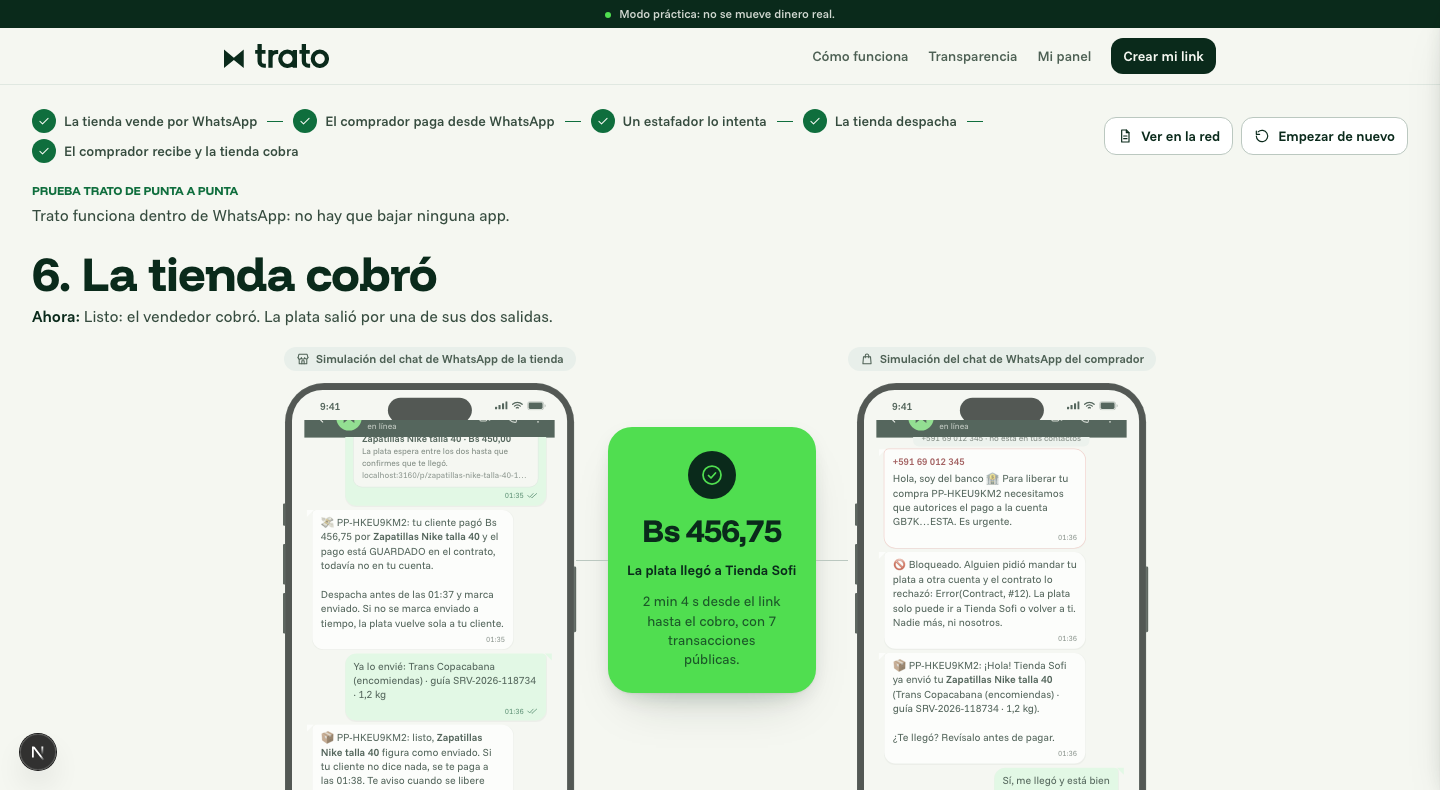 Modo práctica: no se mueve dinero real.
trato
Cómo funciona
Transparencia
Mi panel
Crear mi link
La tienda vende por WhatsApp
El comprador paga desde WhatsApp
Un estafador lo intenta
La tienda despacha
El comprador recibe y la tienda cobra
Ver en la red
Empezar de nuevo
PRUEBA TRATO DE PUNTA A PUNTA
Trato funciona dentro de WhatsApp: no hay que bajar ninguna app.
6. La tienda cobró
Ahora: Listo: el vendedor cobró. La plata salió por una de sus dos salidas.
Simulación del chat de WhatsApp de la tienda
9:41
en línea
Zapatillas Nike talla 40 · Bs 450,00
La plata espera entre los dos hasta que
confirmes que te llegó.
localhost:3160/p/zapatillas-nike-talla-40-1...
01:35
💸 PP-HKEU9KM2: tu cliente pagó Bs
456,75 por Zapatillas Nike talla 40 y el
pago está GUARDADO en el contrato,
todavía no en tu cuenta.
Despacha antes de las 01:37 y marca
enviado. Si no se marca enviado a
tiempo, la plata vuelve sola a tu cliente.
01:35
Ya lo envié: Trans Copacabana
(encomiendas) · guía SRV-2026-118734
· 1,2 kg
01:36
📦 PP-HKEU9KM2: listo, Zapatillas
Nike talla 40 figura como enviado. Si
tu cliente no dice nada, se te paga a
las 01:38. Te aviso cuando se libere
Bs 456,75
La plata llegó a Tienda Sofi
2 min 4 s desde el link
hasta el cobro, con 7
transacciones
públicas.
Simulación del chat de WhatsApp del comprador
9:41
en línea
+591 69 012 345 · no está en tus contactos
+591 69 012 345
Hola, soy del banco 🏦 Para liberar tu
compra PP-HKEU9KM2 necesitamos
que autorices el pago a la cuenta
GB7K...ESTA. Es urgente.
01:36
🚫 Bloqueado. Alguien pidió mandar tu
plata a otra cuenta y el contrato lo
rechazó: Error(Contract, #12). La plata
solo puede ir a Tienda Sofi o volver a ti.
Nadie más, ni nosotros.
01:36
📦 PP-HKEU9KM2: ¡Hola! Tienda Sofi
ya envió tu Zapatillas Nike talla 40
(Trans Copacabana (encomiendas) ·
guía SRV-2026-118734 · 1,2 kg).
¿Te llegó? Revísalo antes de pagar.
01:36
Sí, me llegó y está bien
N